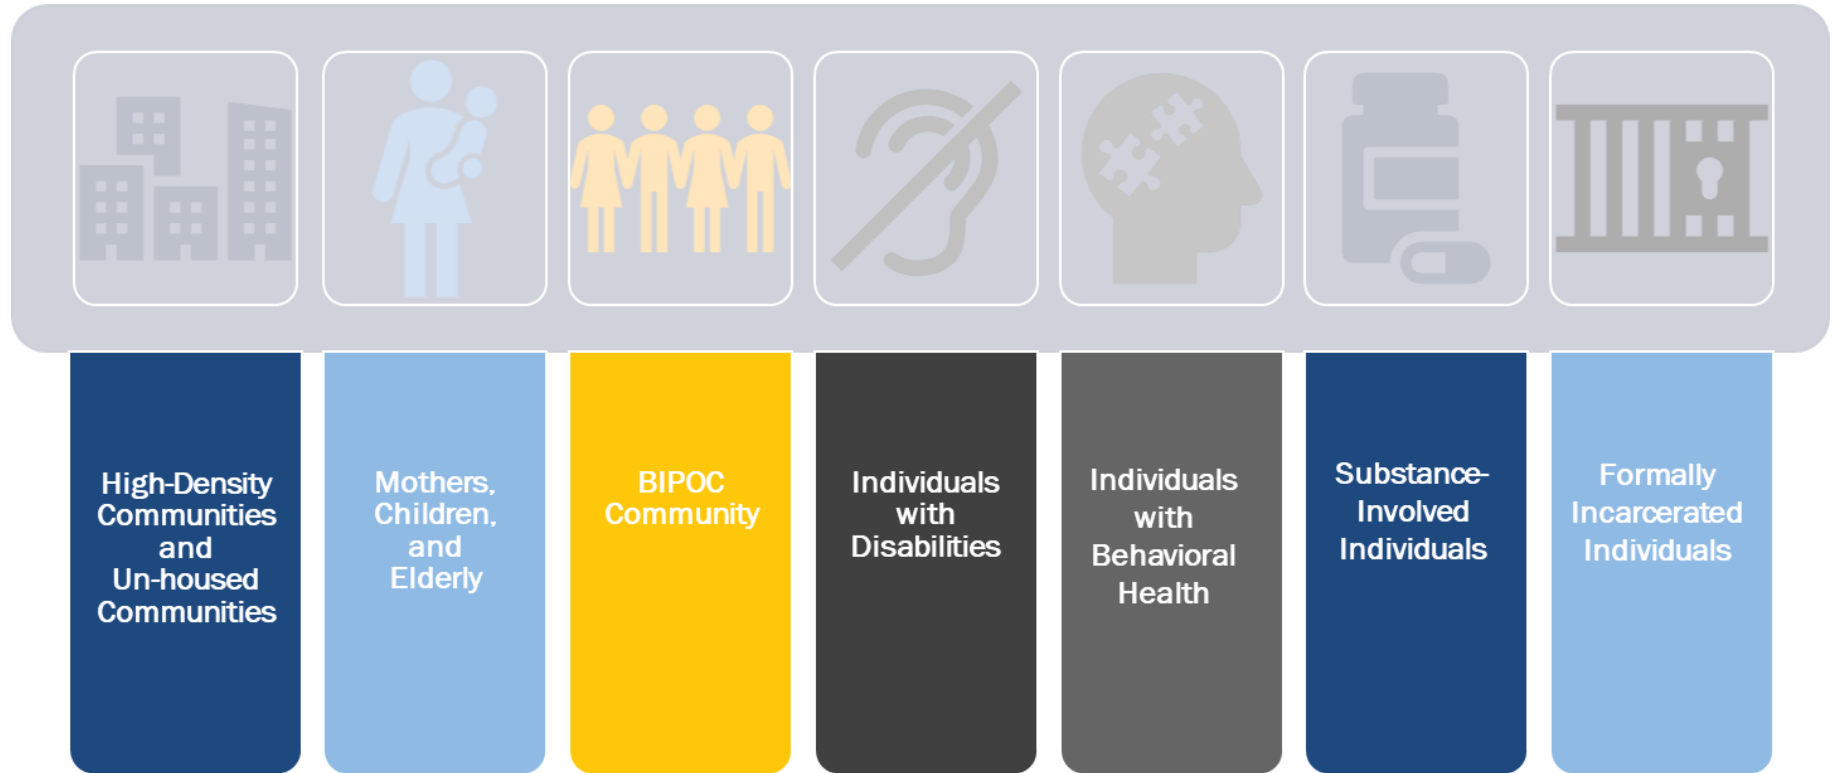 High-Density
Communities
and
Un-housed
Communities
Mothers,
Children,
and
Elderly
BIPOC
Community
Individuals
with
Disabilities
Individuals
with
Behavioral
Health
Substance-
Involved
Individuals
Formally
Incarcerated
Individuals